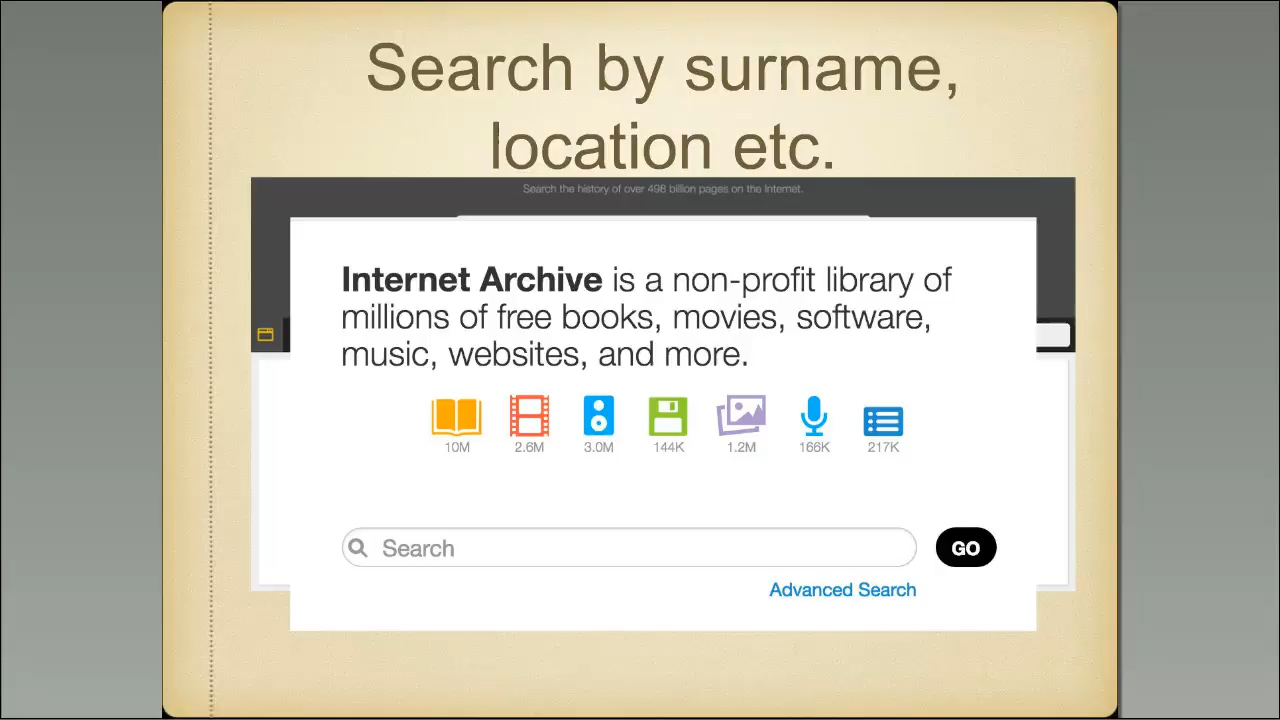 Search by surname,
location etc.
Search the history of over 498 billion pages on the Internet.
Internet Archive is a non-profit library of
millions of free books, movies, software,
music, websites, and more.
10M 2.6M 3.0M 144K 1.2M 166K 217K
Search GO
Advanced Search